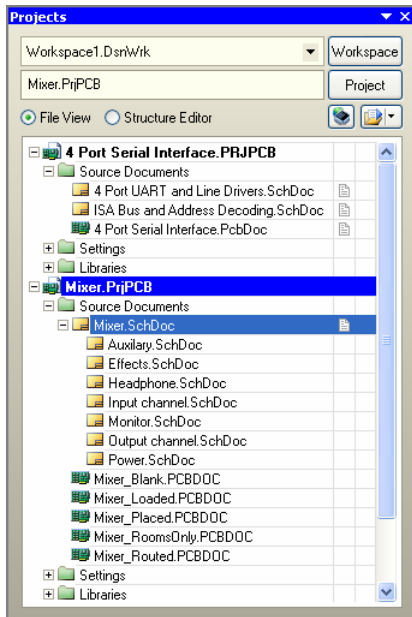 Projects
Workspace1.DsnWrk
Workspace
Mixer.PrjPCB
Project
File View
Structure Editor
4 Port Serial Interface.PRJPCB
Source Documents
4 Port UART and Line Drivers.SchDoc
ISA Bus and Address Decoding.SchDoc
4 Port Serial Interface.PcbDoc
Settings
Libraries
Mixer.PrjPCB
Source Documents
Mixer.SchDoc
Auxilary.SchDoc
Effects.SchDoc
Headphone.SchDoc
Input channel.SchDoc
Monitor.SchDoc
Output channel.SchDoc
Power.SchDoc
Mixer_Blank.PCBDOC
Mixer_Loaded.PCBDOC
Mixer_Placed.PCBDOC
Mixer_RoomsOnly.PCBDOC
Mixer_Routed.PCBDOC
Settings
Libraries